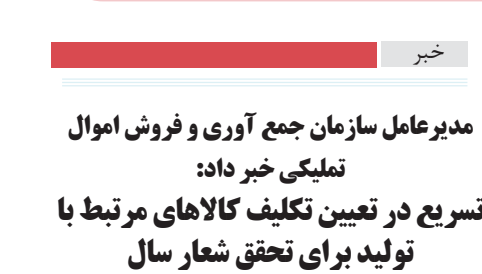 خبر
مدیرعامل سازمان جمع آوری و فروش اموال
تملیکی خبر داد:
تسریع در تعیین تکلیف کالاهای مرتبط با
تولید برای تحقق شعار سال